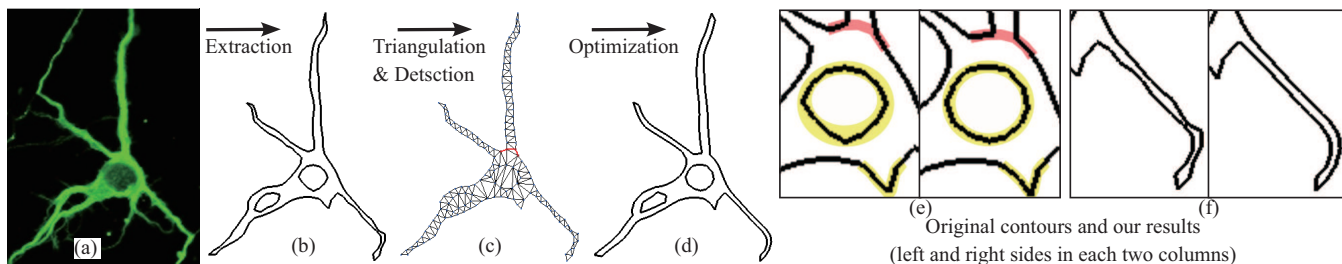 Extraction
Triangulation
& Detsction
Optimization
(a)
(b)
(c)
(d)
(e)
(f)
Original contours and our results
(left and right sides in each two columns)